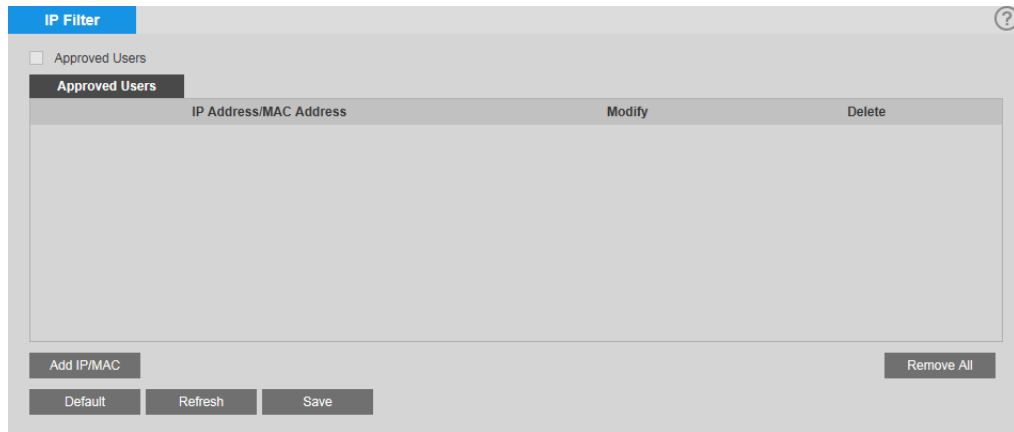 IP Filter
?
Approved Users
Approved Users
IP Address/MAC Address Modify Delete
Add IP/MAC Remove All
Default Refresh Save